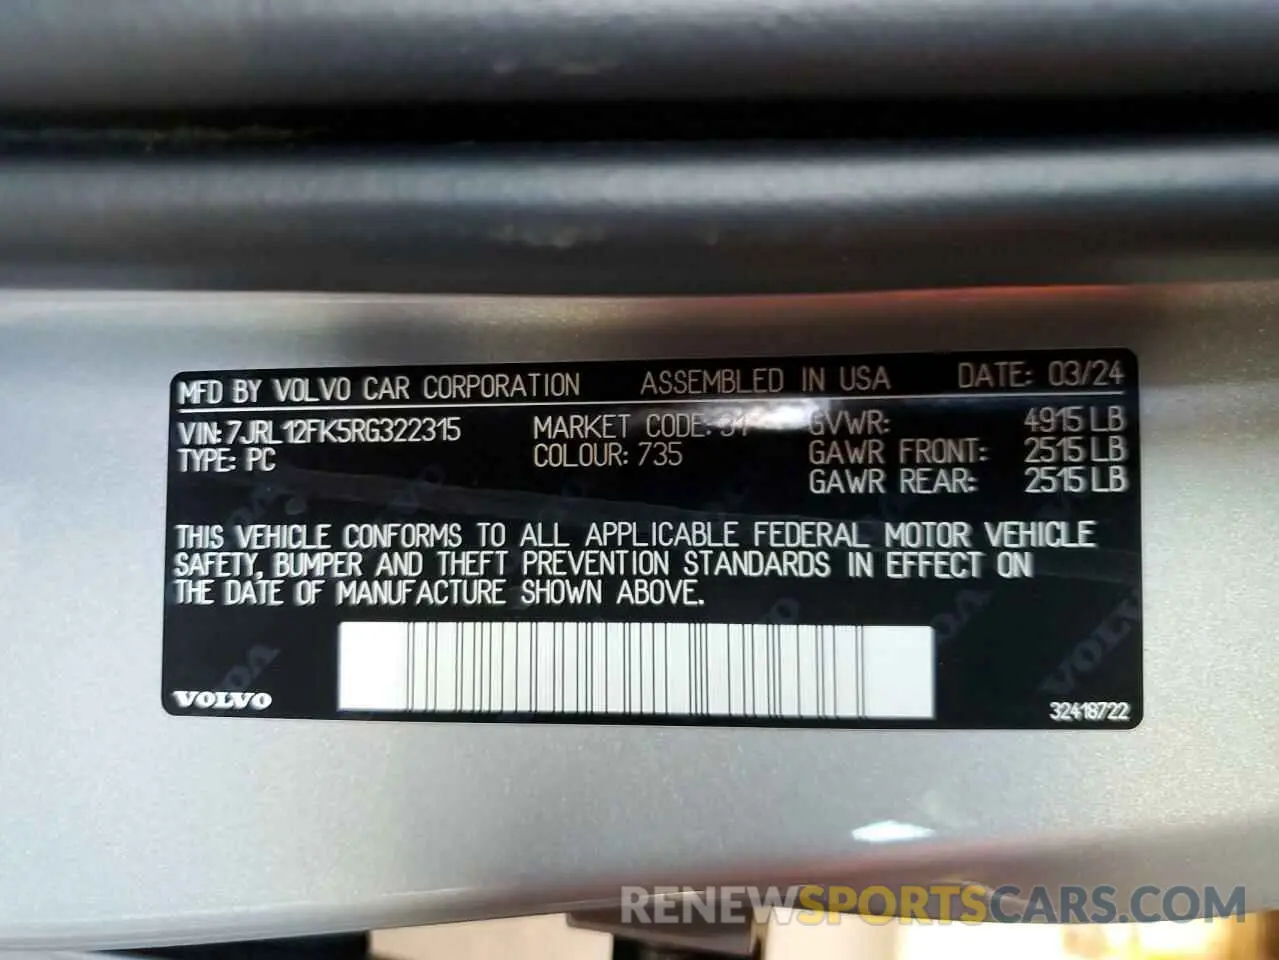 MFD BY VOLVO CAR CORPORATION ASSEMBLED IN USA DATE: 03/24
VIN: 7JRL12FK5RG322315 MARKET CODE: 31 GVWR: 4915 LB
TYPE: PC COLOUR: 735 GAWR FRONT: 2515 LB
GAWR REAR: 2515 LB
THIS VEHICLE CONFORMS TO ALL APPLICABLE FEDERAL MOTOR VEHICLE
SAFETY, BUMPER AND THEFT PREVENTION STANDARDS IN EFFECT ON
THE DATE OF MANUFACTURE SHOWN ABOVE.
VOLVO
32418722
RENEWSPORTSCARS.COM